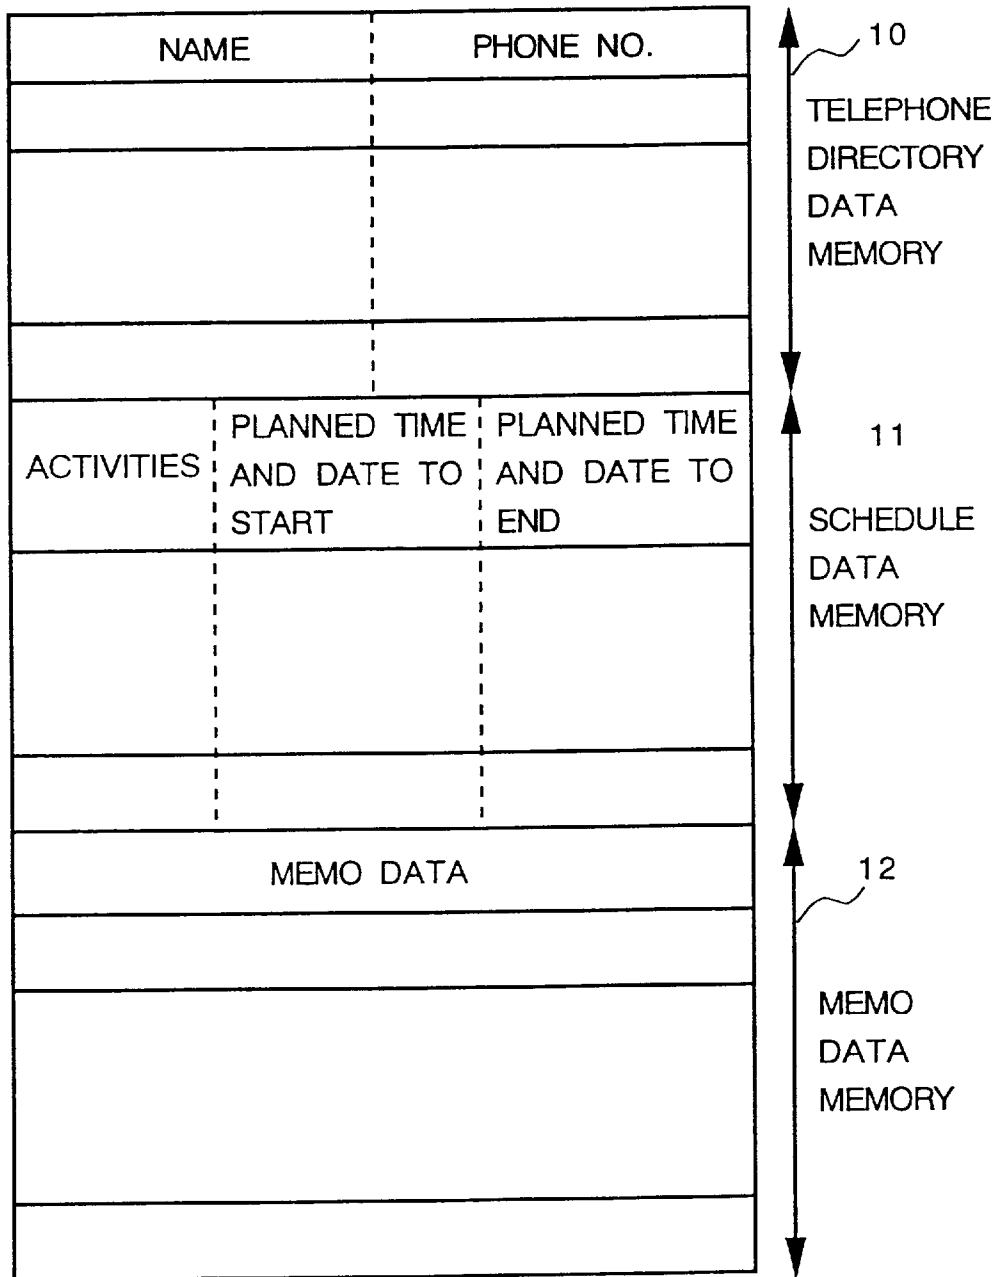 NAME PHONE NO.
10
TELEPHONE
DIRECTORY
DATA
MEMORY
ACTIVITIES
PLANNED TIME
AND DATE TO
START
PLANNED TIME
AND DATE TO
END
11
SCHEDULE
DATA
MEMORY
MEMO DATA
12
MEMO
DATA
MEMORY